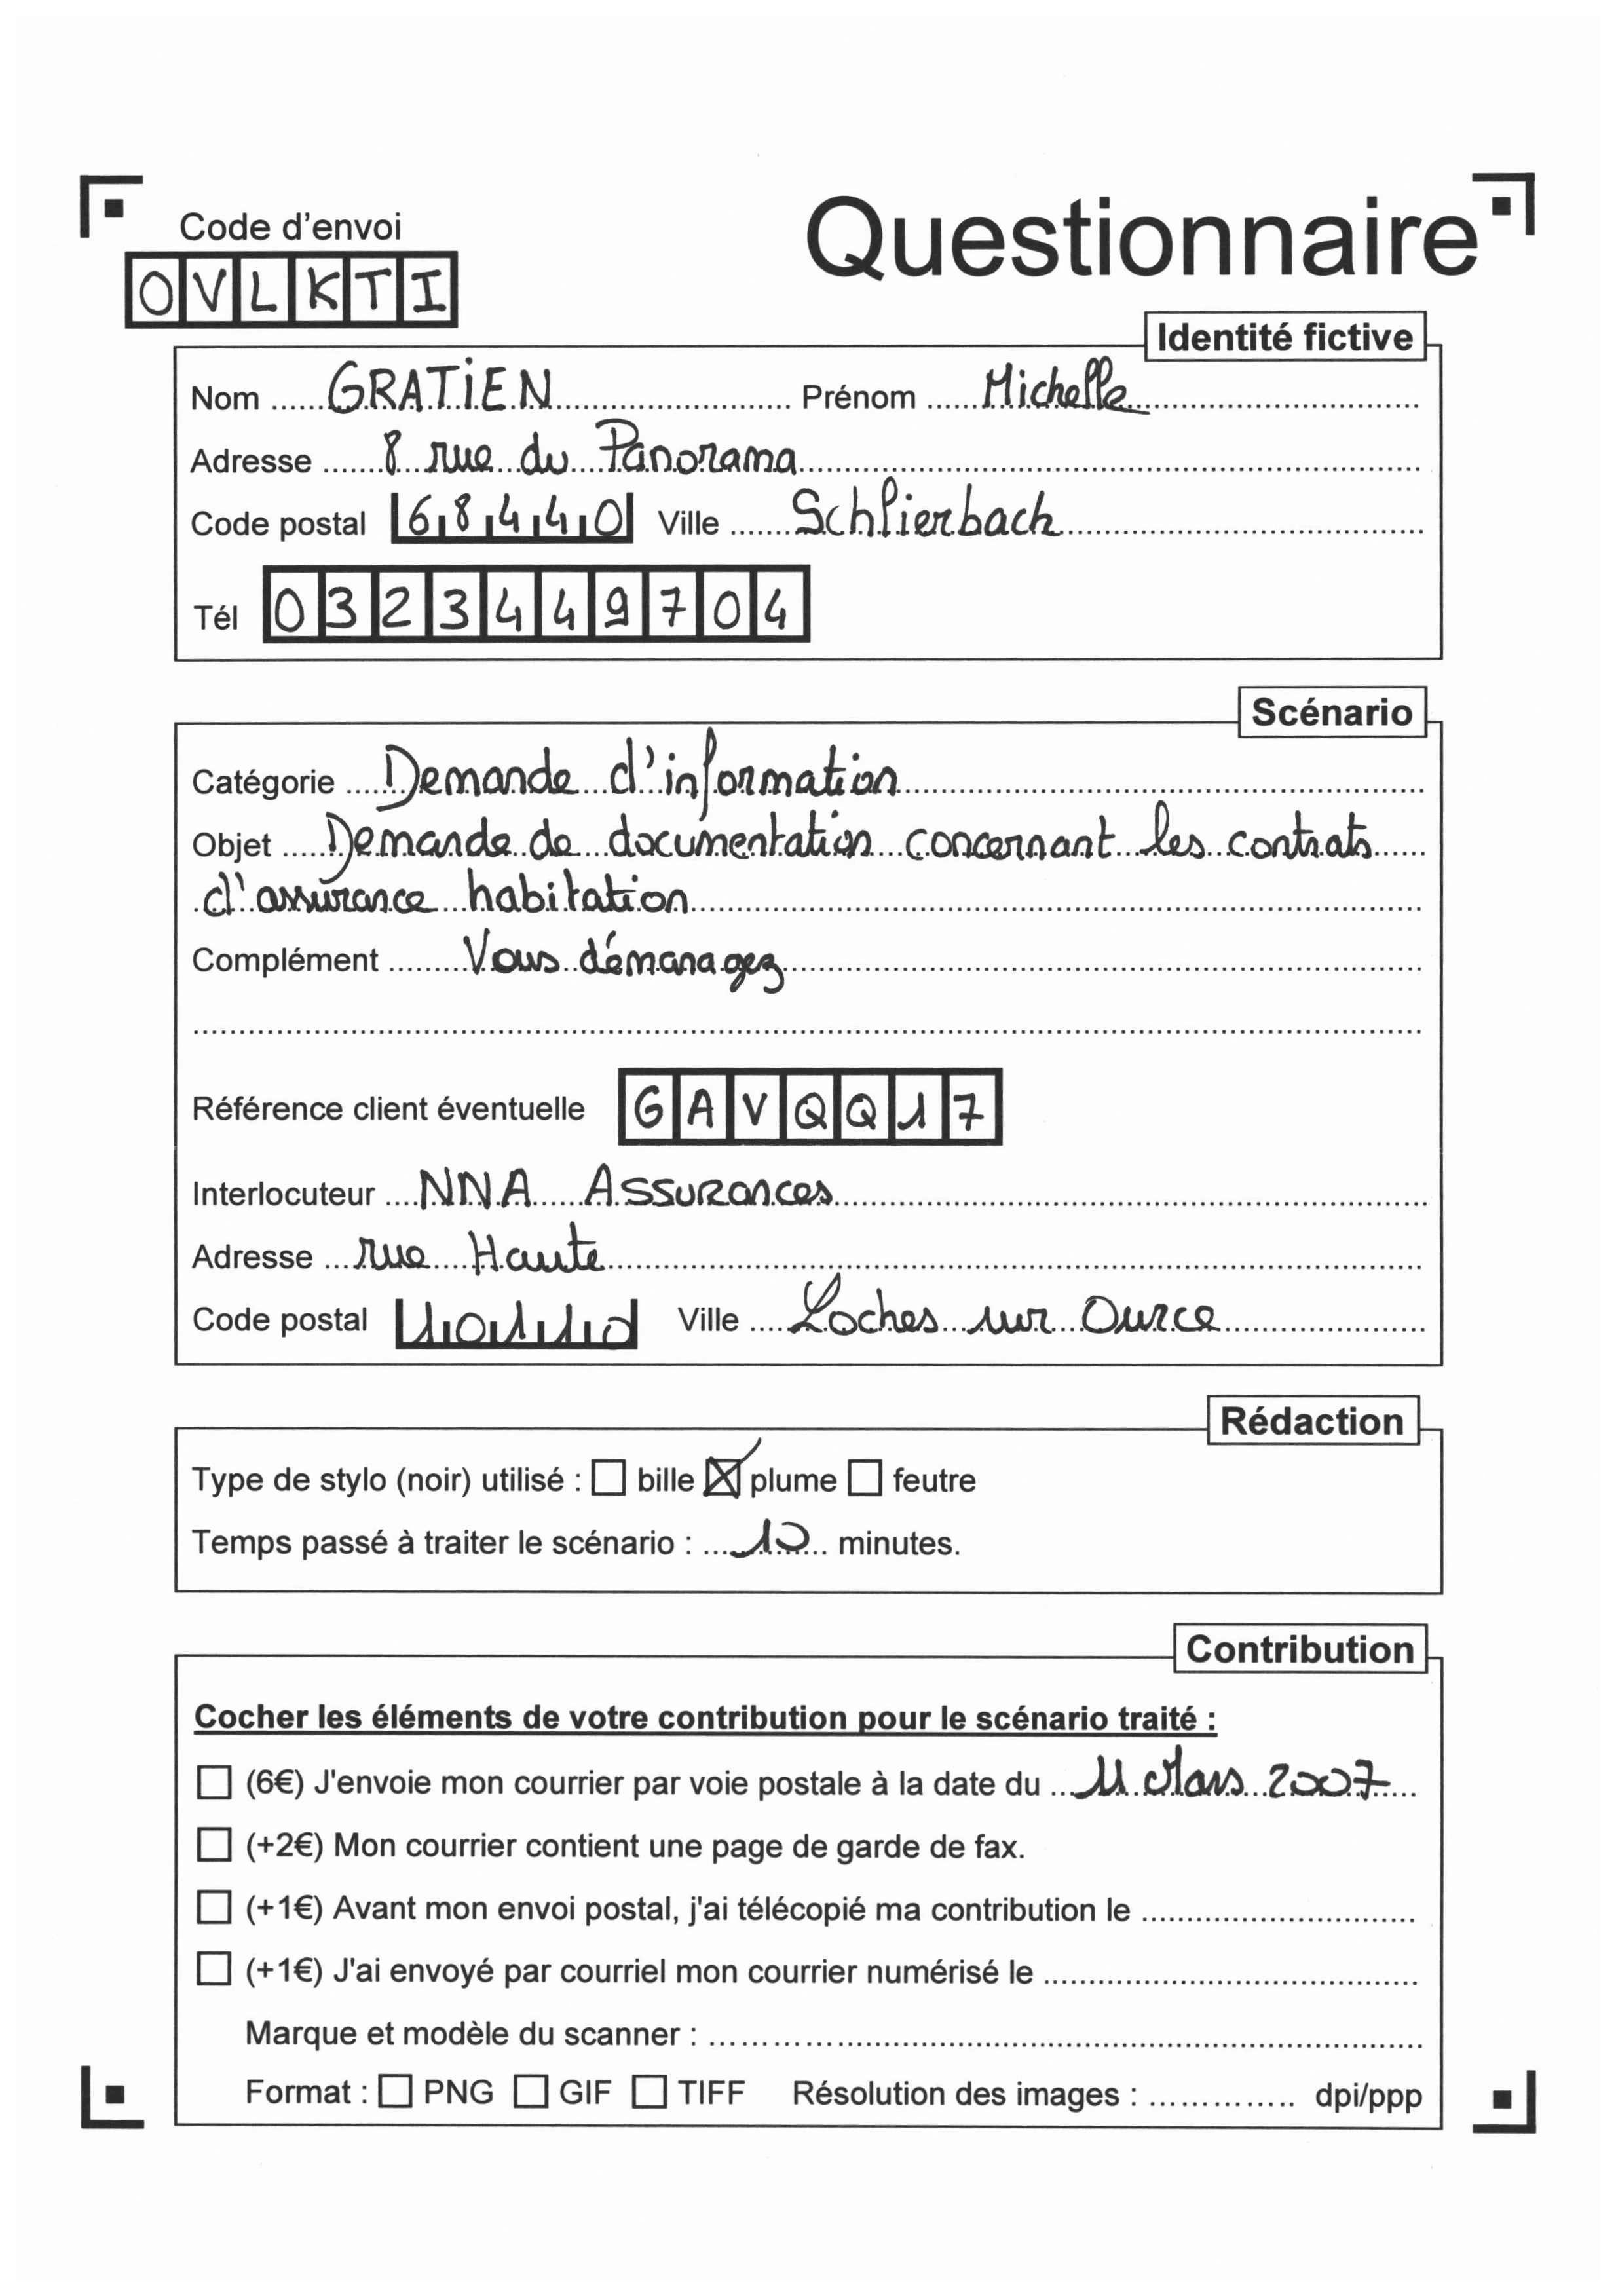 Code d'envoi
Questionnaire
OVLKTI
Identité fictive
Nom GRATIEN Prénom Michelle
Adresse 8 rue du Panorama
Code postal 68440 Ville Schlierbach
Tél 0323449704
Scénario
Catégorie Demande d'information
Objet Demande de documentation concernant les contrats
d'assurance habitation
Complément Vous démanagez
Référence client éventuelle GAVQQ17
Interlocuteur NNA Assurances
Adresse rue Haute
Code postal 10110 Ville Loches sur Ource
Rédaction
Type de stylo (noir) utilisé : bille plume feutre
Temps passé à traiter le scénario : 10 minutes.
Contribution
Cocher les éléments de votre contribution pour le scénario traité :
(6€) J'envoie mon courrier par voie postale à la date du 11 Mars 2007
(+2€) Mon courrier contient une page de garde de fax.
(+1€) Avant mon envoi postal, j'ai télécopié ma contribution le
(+1€) J'ai envoyé par courriel mon courrier numérisé le
Marque et modèle du scanner :
Format : PNG GIF TIFF Résolution des images : dpi/ppp